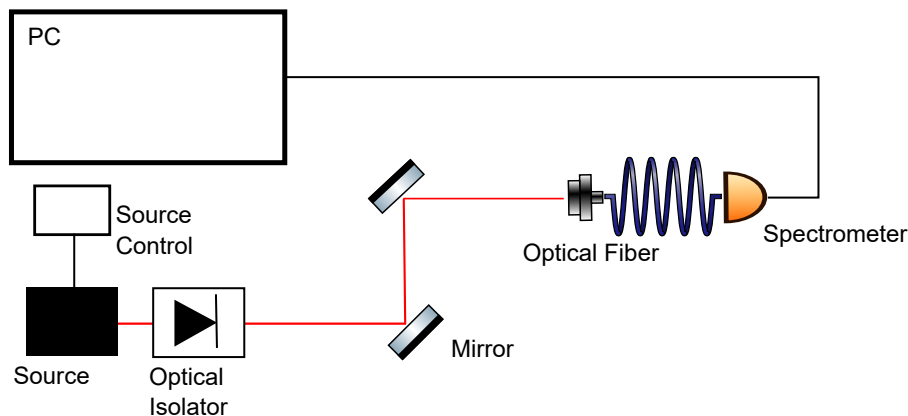 PC
Source
Control
Optical Fiber
Spectrometer
Mirror
Source
Optical
Isolator